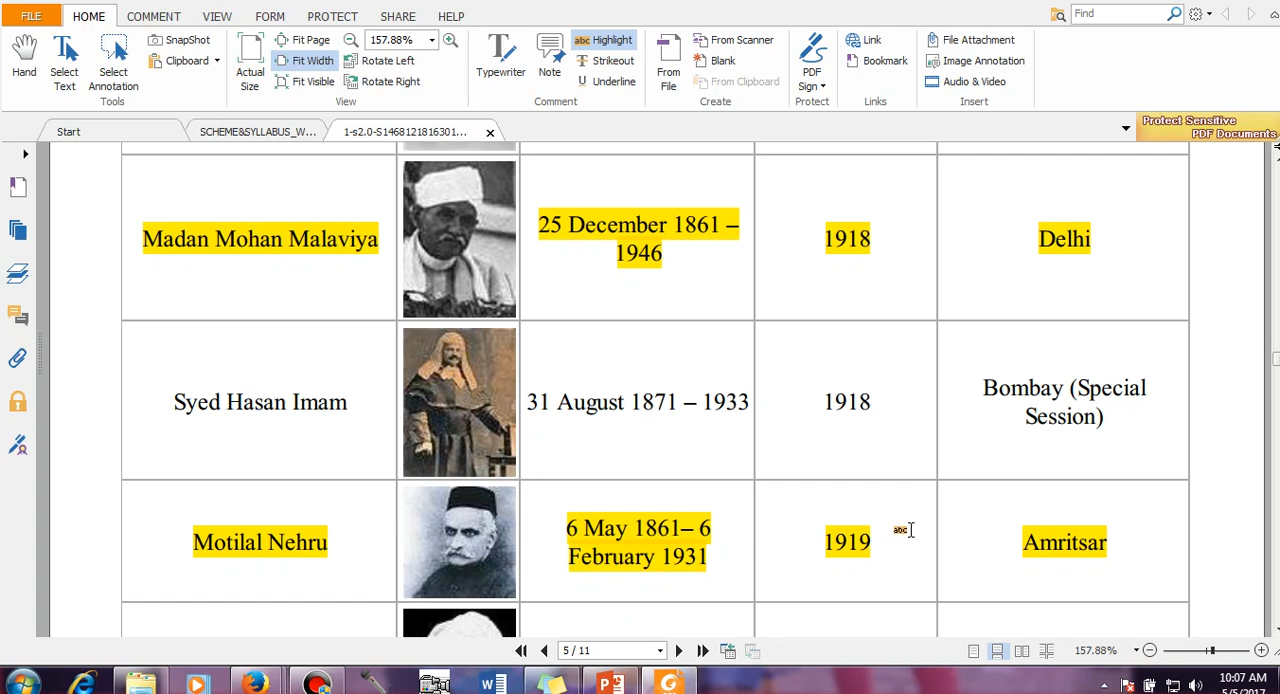 FILE HOME COMMENT VIEW FORM PROTECT SHARE HELP Find
SnapShot Fit Page 157.88% Highlight From Scanner Link File Attachment
Clipboard Fit Width Rotate Left Strikeout Blank Bookmark Image Annotation
Hand Select Text Select Annotation Actual Size Fit Visible Rotate Right Typewriter Note Underline From File From Clipboard PDF Sign Audio & Video
Tools View Comment Create Protect Links Insert
Start SCHEME&SYLLABUS_W... 1-s2.0-S1468121816301... Protect Sensitive
PDF Documents
Madan Mohan Malaviya 25 December 1861 – 1918 Delhi
1946
Syed Hasan Imam 31 August 1871 – 1933 1918 Bombay (Special
Session)
Motilal Nehru 6 May 1861– 6 1919 Amritsar
February 1931
5 / 11 157.88%
10:07 AM